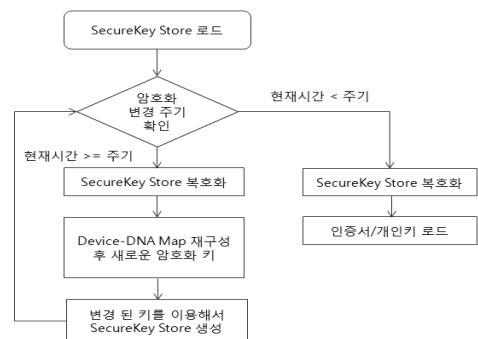 SecureKey Store 로드
암호화
변경 주기
확인
현재시간 < 주기
현재시간 >= 주기
SecureKey Store 복호화
SecureKey Store 복호화
Device-DNA Map 재구성
후 새로운 암호화 키
인증서/개인키 로드
변경 된 키를 이용해서
SecureKey Store 생성